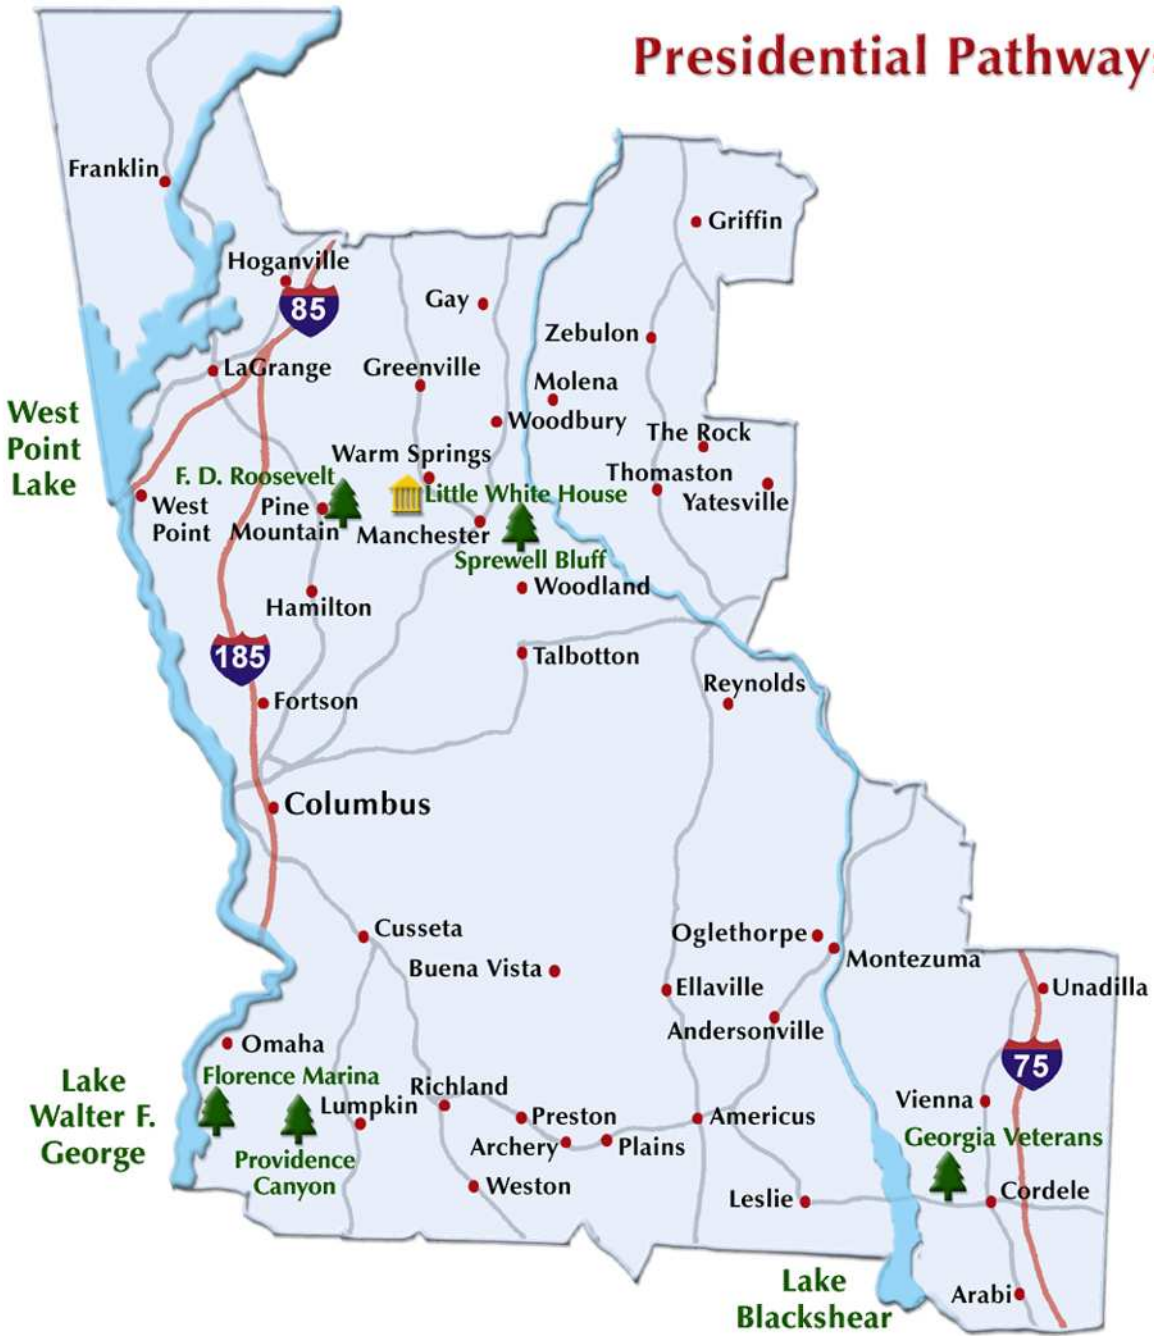 Presidential Pathways
Franklin
Griffin
Hoganville
85
Gay
Zebulon
LaGrange
Greenville
Molena
West
Point
Lake
Woodbury
The Rock
Warm Springs
F. D. Roosevelt
Thomaston
Little White House
Yatesville
West
Point
Pine
Mountain
Manchester
Sprewell Bluff
Woodland
Hamilton
185
Talbotton
Reynolds
Fortson
Columbus
Cusseta
Oglethorpe
Buena Vista
Montezuma
Ellaville
Unadilla
Andersonville
Omaha
75
Lake
Walter F.
George
Florence Marina
Richland
Lumpkin
Preston
Americus
Vienna
Archery
Plains
Georgia Veterans
Providence
Canyon
Weston
Leslie
Cordele
Lake
Blackshear
Arabi